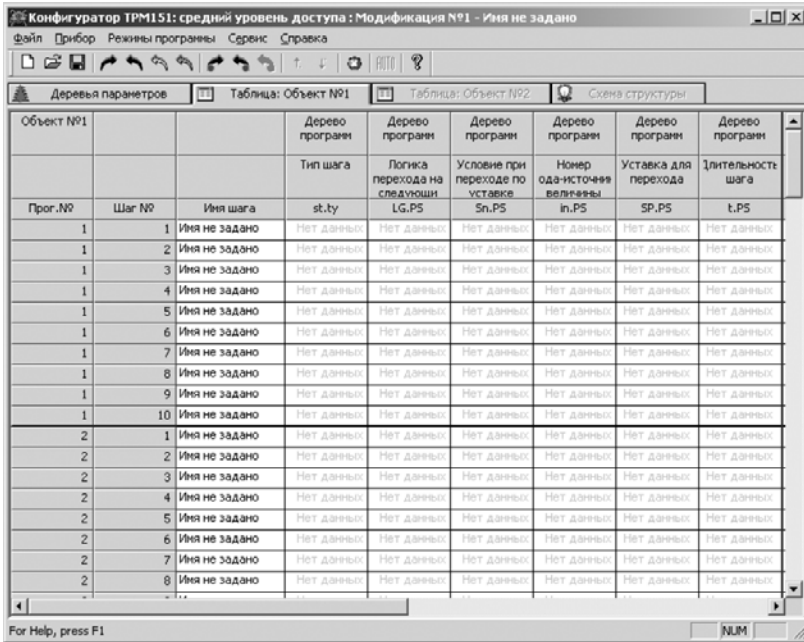 Конфигуратор ТРМ151: средний уровень доступа : Модификация №1 - Имя не задано
Файл Прибор Режимы программы Сервис Справка
AUTO ?
Деревья параметров Таблица: Объект №1 Таблица: Объект №2 Схема структуры
Объект №1 Дерево программ Дерево программ Дерево программ Дерево программ Дерево программ Дерево программ
Тип шага Логика перехода на следующи Условие при переходе по уставке Номер ода-источник величины Уставка для перехода Длительность шага
Прог.№ Шаг № Имя шага st.ty LG.PS Sn.PS in.PS SP.PS t.PS
1 1 Имя не задано Нет данных Нет данных Нет данных Нет данных Нет данных Нет данных
1 2 Имя не задано Нет данных Нет данных Нет данных Нет данных Нет данных Нет данных
1 3 Имя не задано Нет данных Нет данных Нет данных Нет данных Нет данных Нет данных
1 4 Имя не задано Нет данных Нет данных Нет данных Нет данных Нет данных Нет данных
1 5 Имя не задано Нет данных Нет данных Нет данных Нет данных Нет данных Нет данных
1 6 Имя не задано Нет данных Нет данных Нет данных Нет данных Нет данных Нет данных
1 7 Имя не задано Нет данных Нет данных Нет данных Нет данных Нет данных Нет данных
1 8 Имя не задано Нет данных Нет данных Нет данных Нет данных Нет данных Нет данных
1 9 Имя не задано Нет данных Нет данных Нет данных Нет данных Нет данных Нет данных
1 10 Имя не задано Нет данных Нет данных Нет данных Нет данных Нет данных Нет данных
2 1 Имя не задано Нет данных Нет данных Нет данных Нет данных Нет данных Нет данных
2 2 Имя не задано Нет данных Нет данных Нет данных Нет данных Нет данных Нет данных
2 3 Имя не задано Нет данных Нет данных Нет данных Нет данных Нет данных Нет данных
2 4 Имя не задано Нет данных Нет данных Нет данных Нет данных Нет данных Нет данных
2 5 Имя не задано Нет данных Нет данных Нет данных Нет данных Нет данных Нет данных
2 6 Имя не задано Нет данных Нет данных Нет данных Нет данных Нет данных Нет данных
2 7 Имя не задано Нет данных Нет данных Нет данных Нет данных Нет данных Нет данных
2 8 Имя не задано Нет данных Нет данных Нет данных Нет данных Нет данных Нет данных
For Help, press F1 NUM